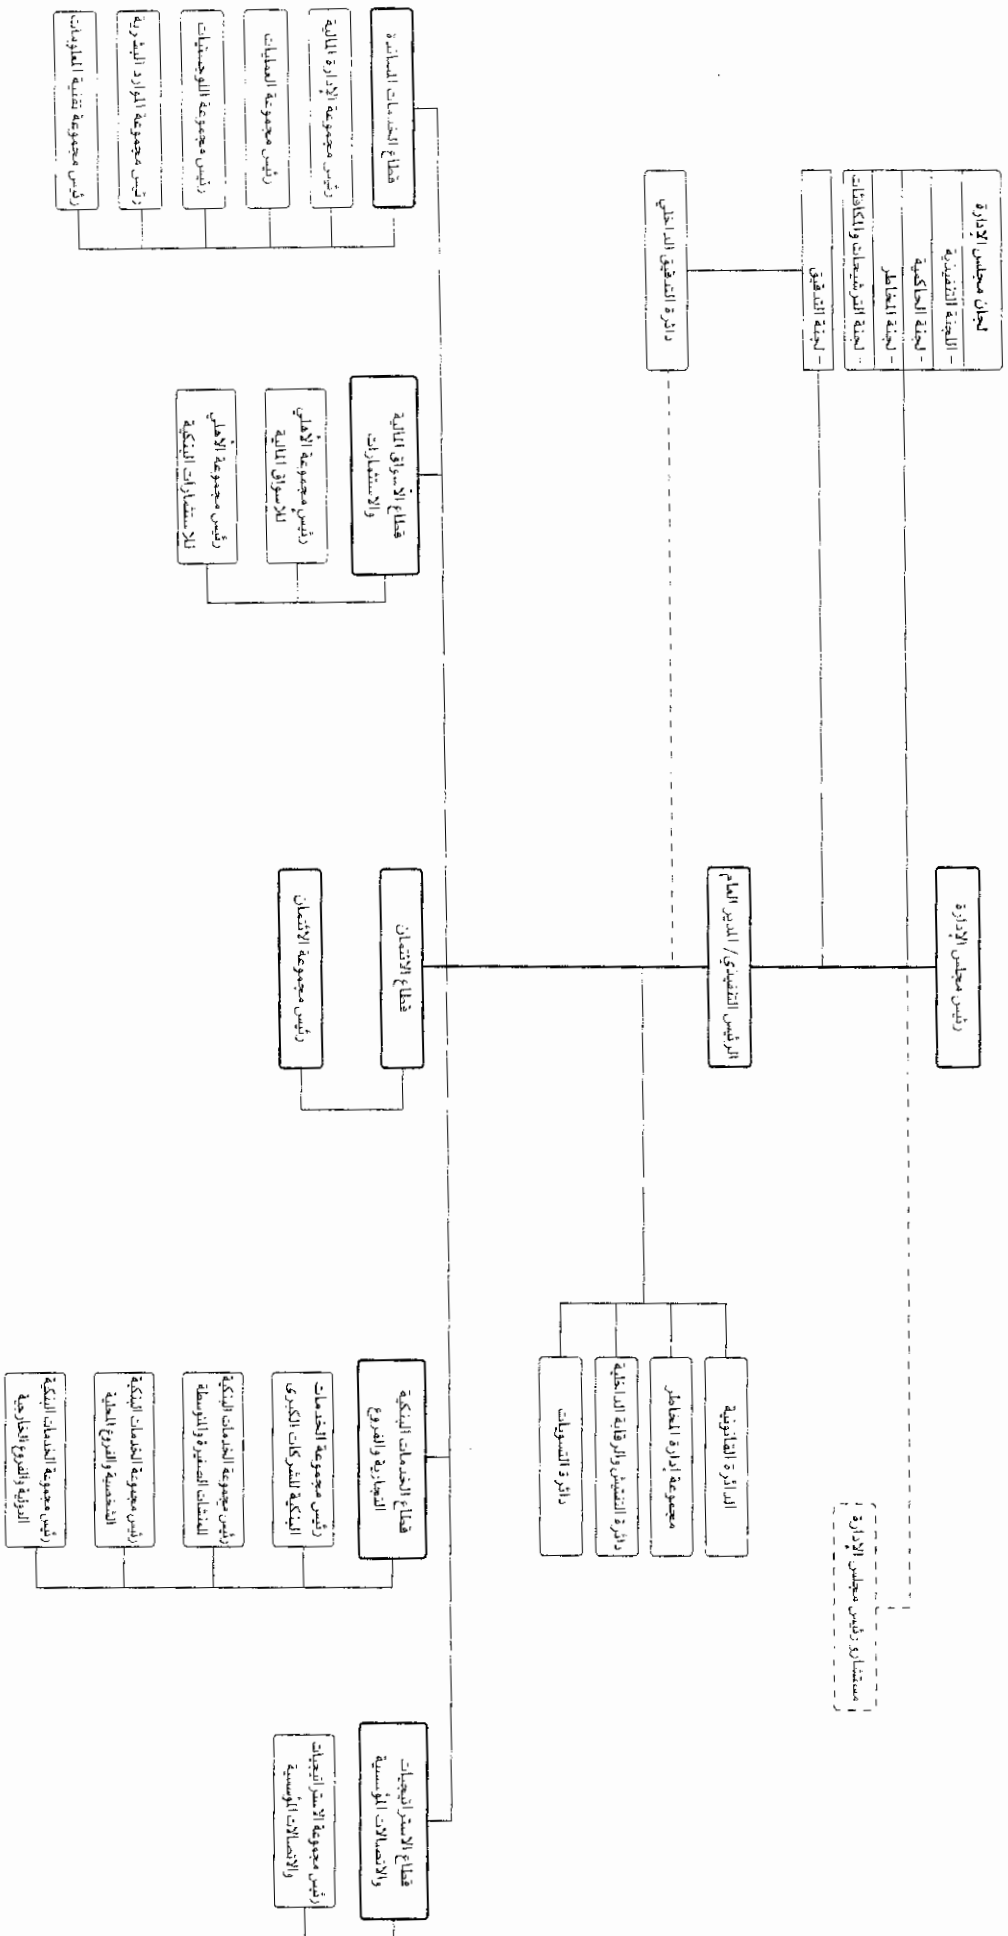 رئيس مجلس الإدارة
لجان مجلس الإدارة
- اللجنة التنفيذية
- لجنة الحاكمية
- لجنة المخاطر
- لجنة الترشيحات والمكافئات
- لجنة التدقيق
مستشارو رئيس مجلس الإدارة
الرئيس التنفيذي/ المدير العام
دائرة التدقيق الداخلي
الدائرة القانونية
مجموعة إدارة المخاطر
دائرة التفتيش والرقابة الداخلية
دائرة التسويات
قطاع الاستراتيجيات
والاتصالات المؤسسية
رئيس مجموعة الاستراتيجيات
والاتصالات المؤسسية
قطاع الخدمات البنكية
التجارية والفروع
رئيس مجموعة الخدمات
البنكية للشركات الكبرى
رئيس مجموعة الخدمات البنكية
للمنشآت الصغيرة والمتوسطة
رئيس مجموعة الخدمات البنكية
الشخصية والفروع المحلية
رئيس مجموعة الخدمات البنكية
الدولية والفروع الخارجية
قطاع الائتمان
رئيس مجموعة الائتمان
قطاع الأسواق المالية
والاستثمارات
رئيس مجموعة الأهلي
للاسواق المالية
رئيس مجموعة الأهلي
للاستثمارات البنكية
قطاع الخدمات المساندة
رئيس مجموعة الإدارة المالية
رئيس مجموعة العمليات
رئيس مجموعة اللوجستيات
رئيس مجموعة الموارد البشرية
رئيس مجموعة تقنية المعلومات